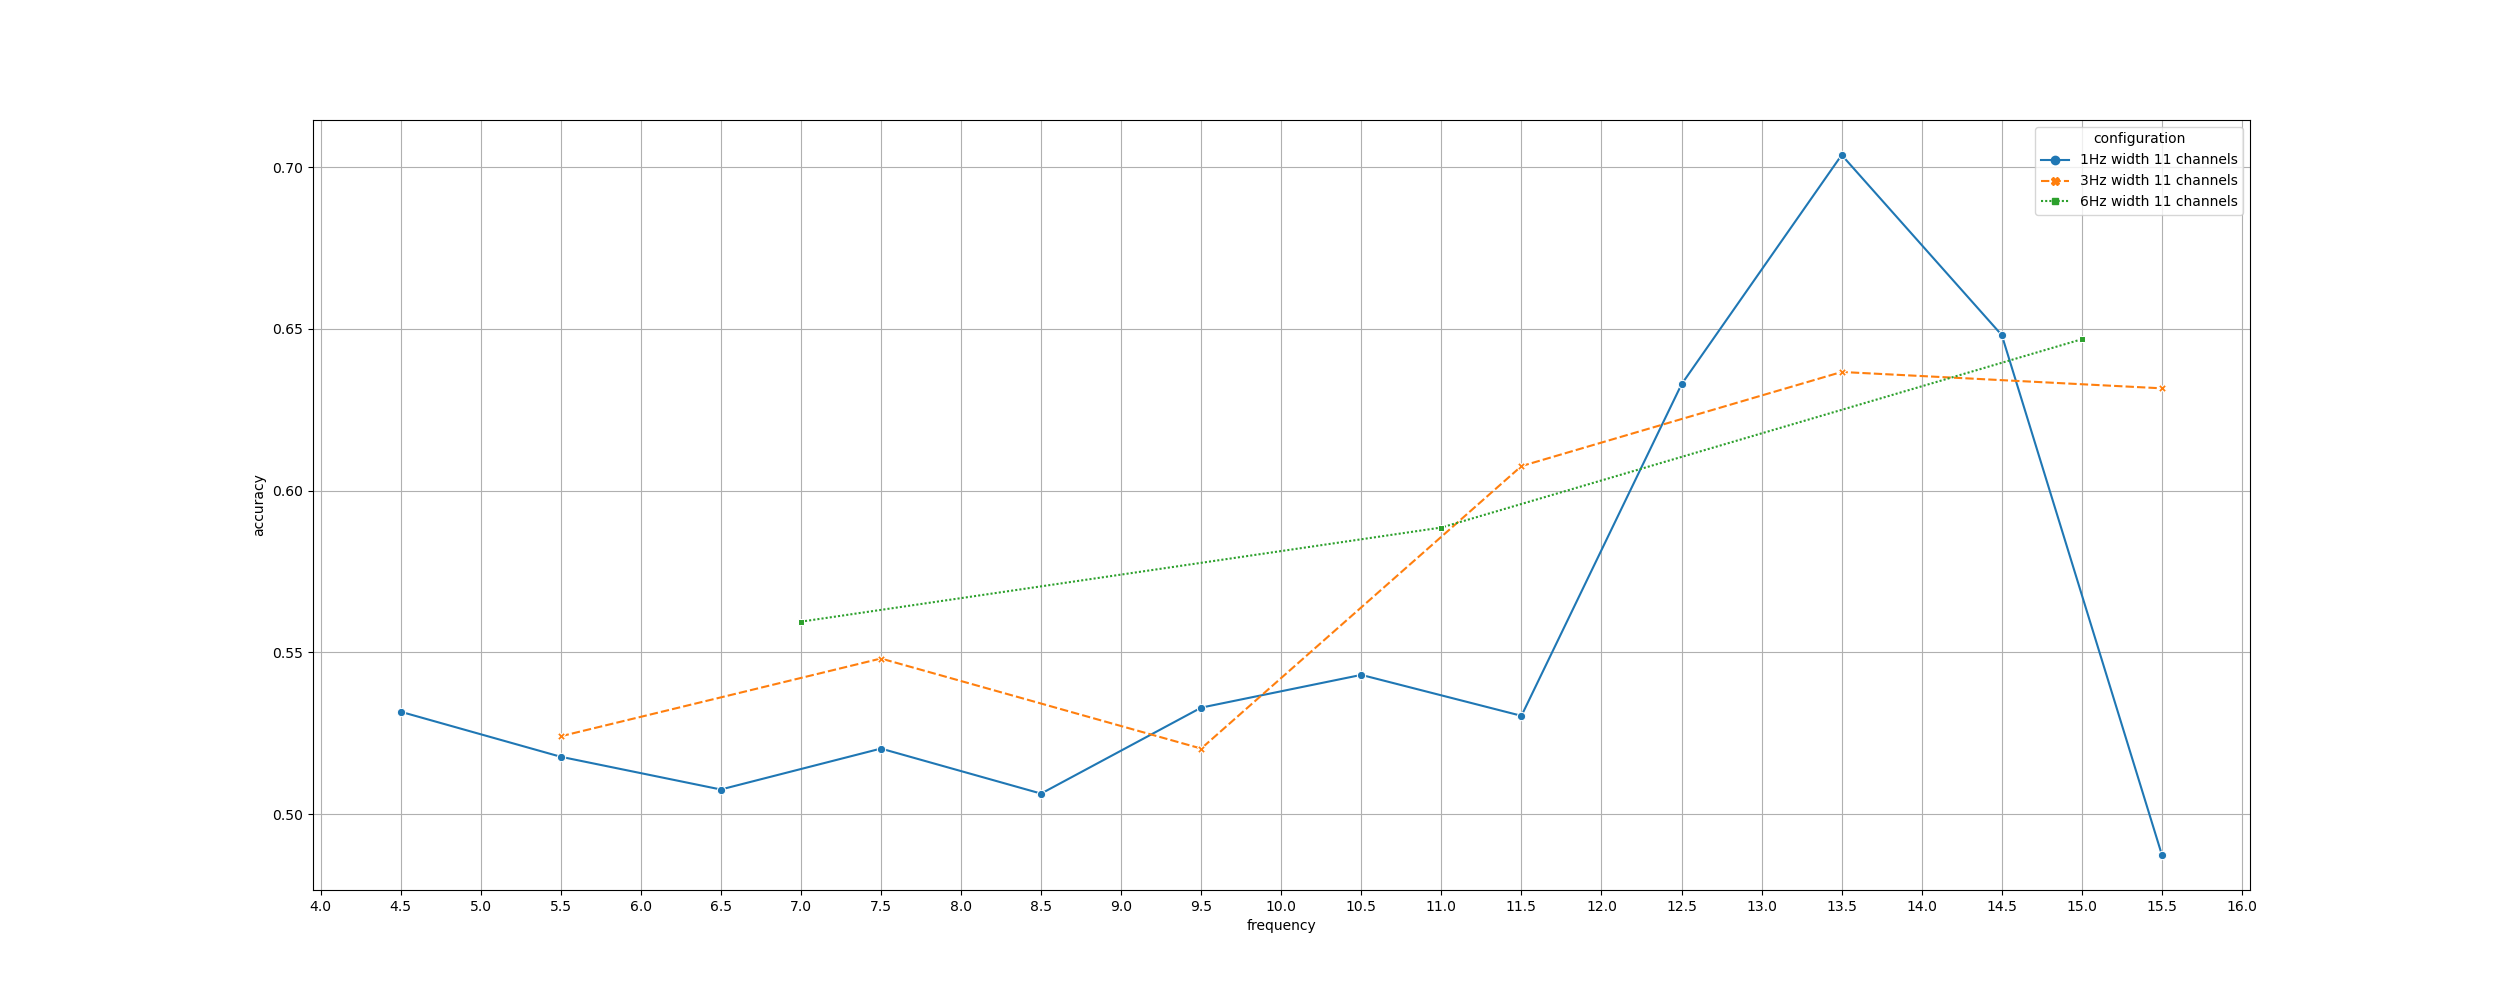 configuration
1Hz width 11 channels
3Hz width 11 channels
6Hz width 11 channels
0.70
0.65
0.60
0.55
0.50
accuracy
4.0 4.5 5.0 5.5 6.0 6.5 7.0 7.5 8.0 8.5 9.0 9.5 10.0 10.5 11.0 11.5 12.0 12.5 13.0 13.5 14.0 14.5 15.0 15.5 16.0
frequency